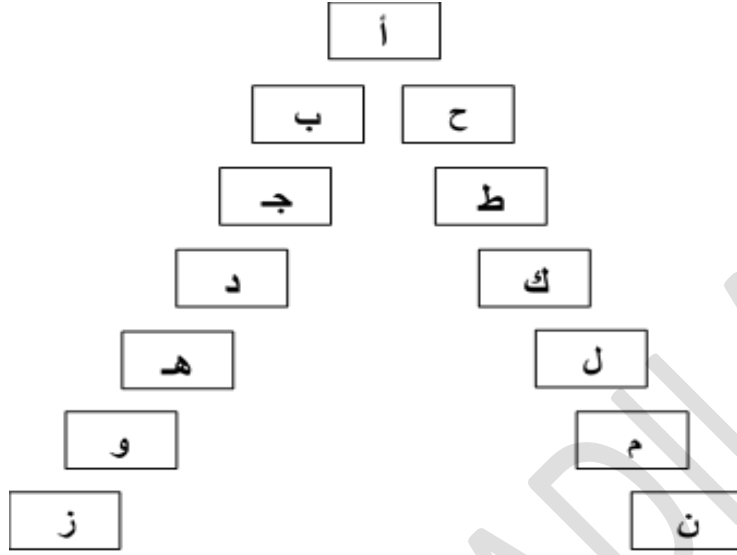 أ
ح ب
ط جـ
ك د
ل هـ
م و
ن ز